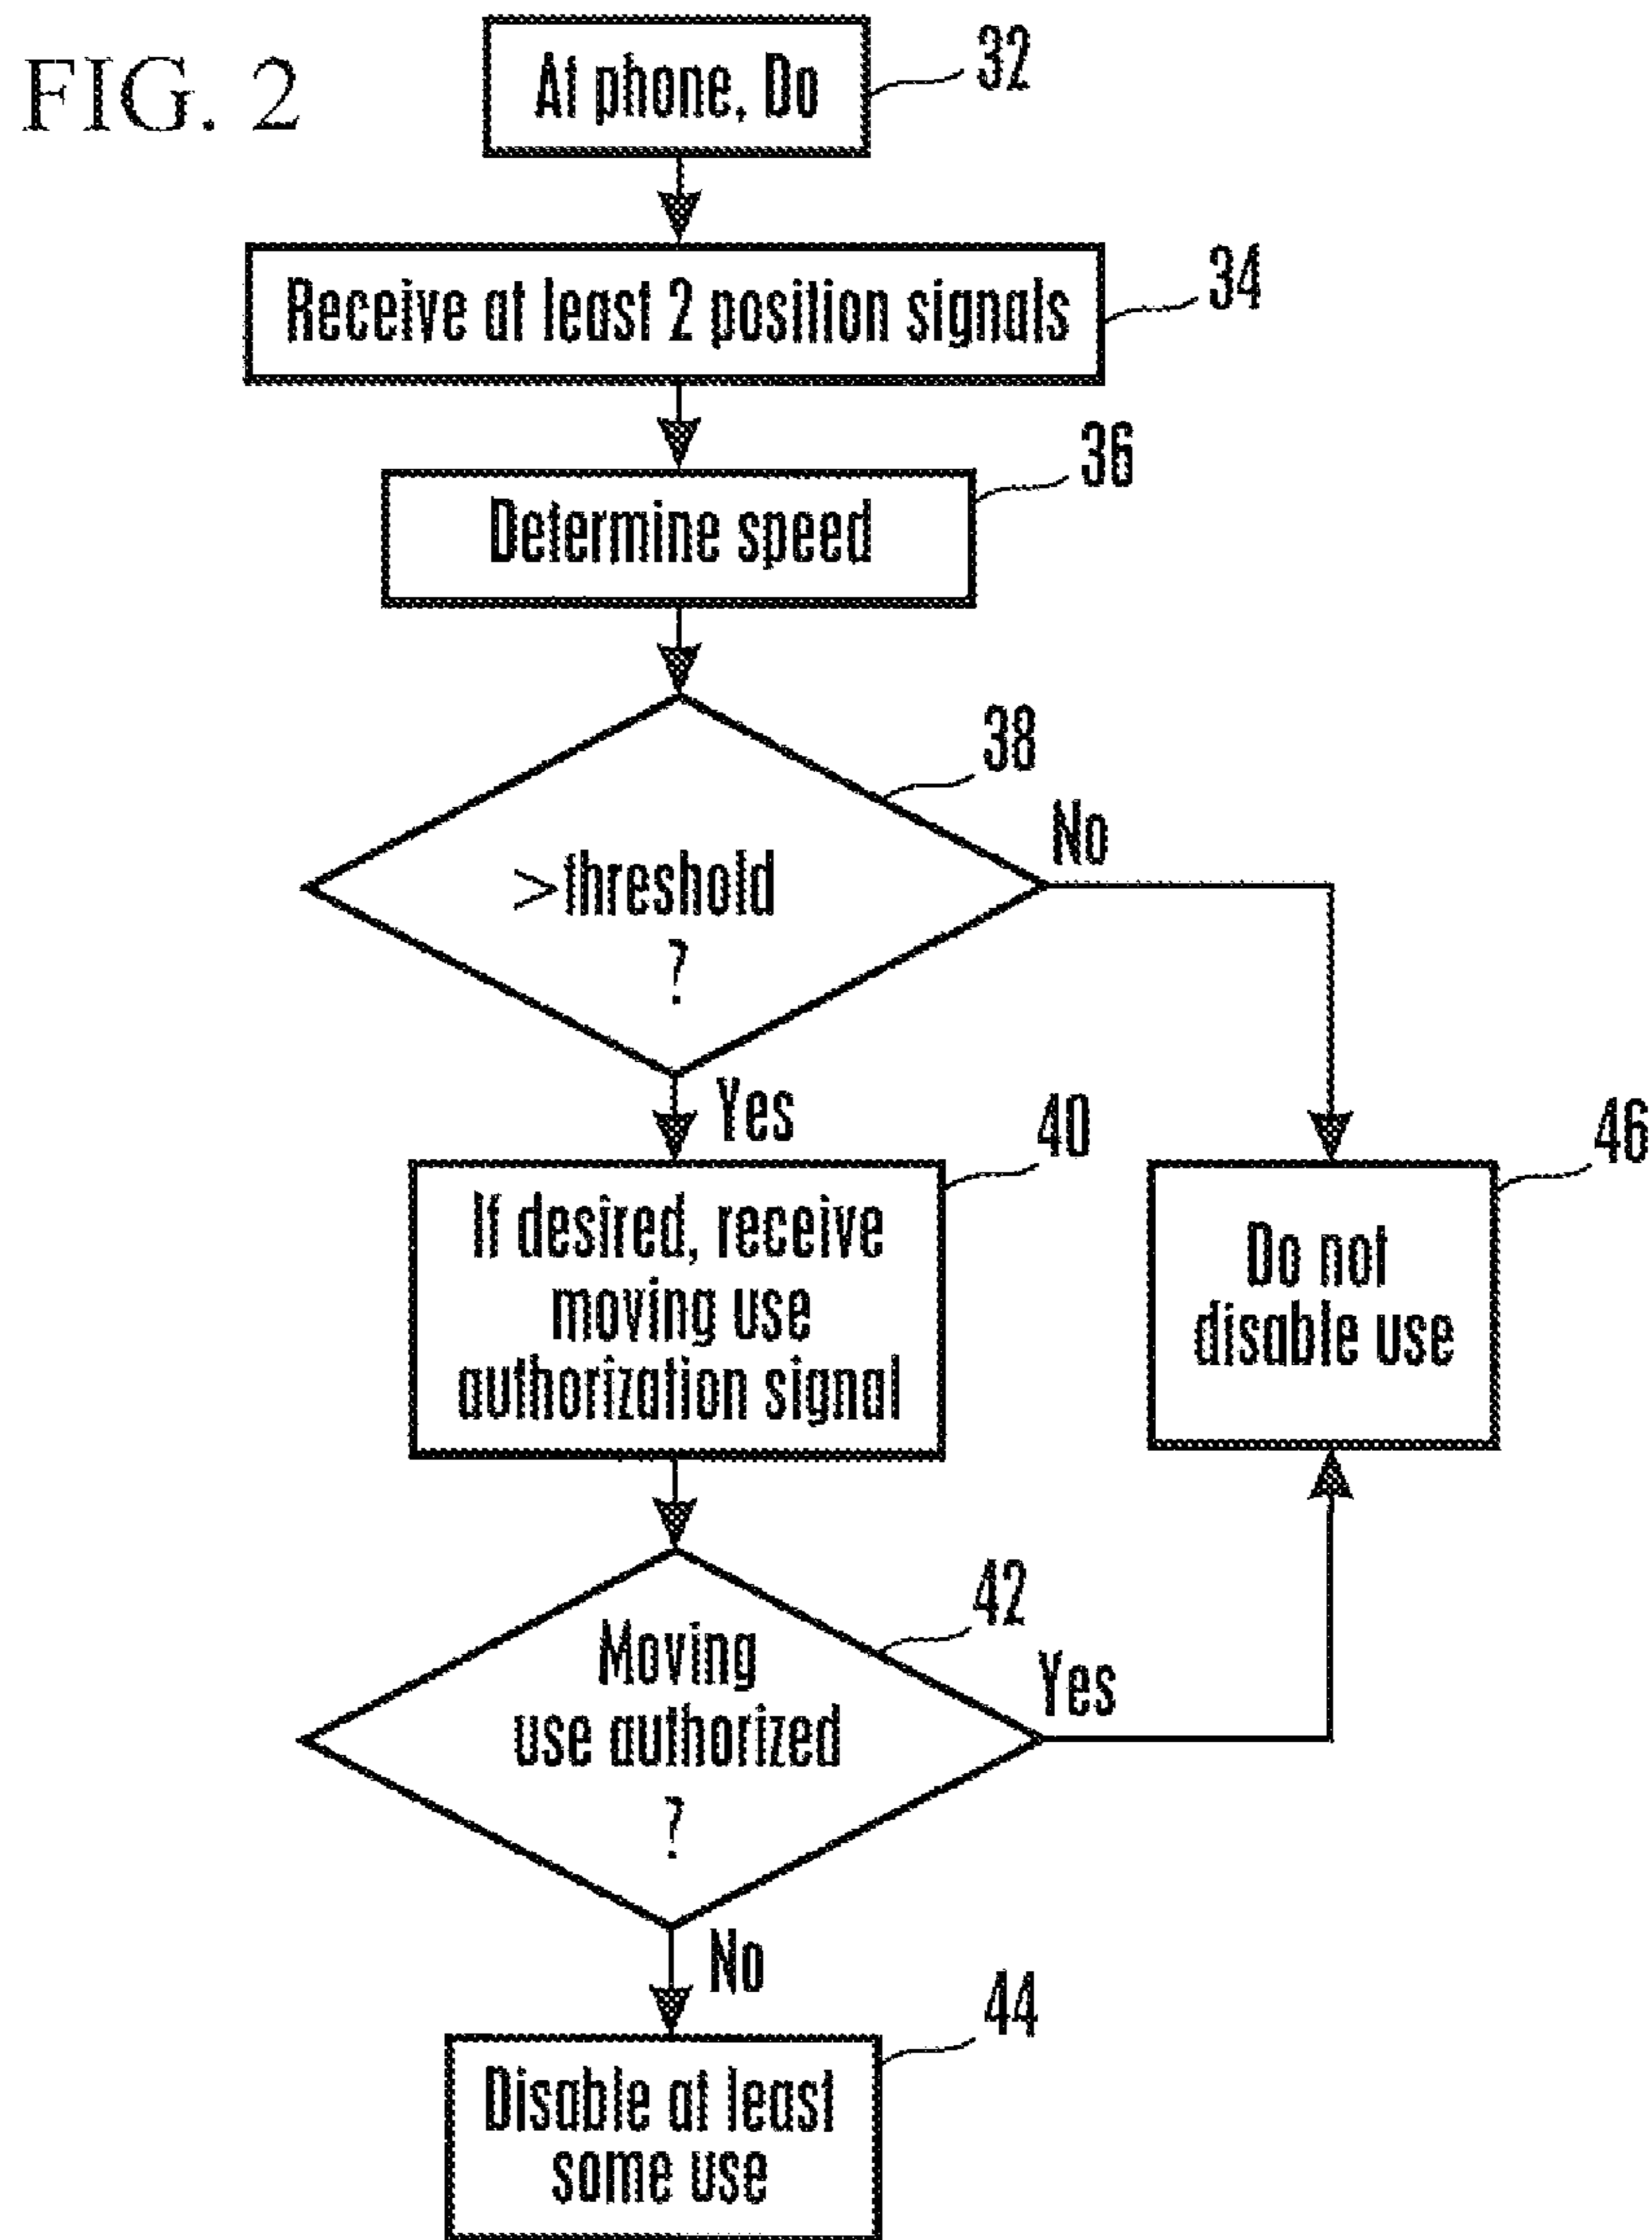 FIG. 2
At phone, Do
32
Receive at least 2 position signals
34
Determine speed
36
38
>threshold
?
No
Yes
40
If desired, receive
moving use
authorization signal
46
Do not
disable use
42
Moving
use authorized
?
Yes
No
44
Disable at least
some use